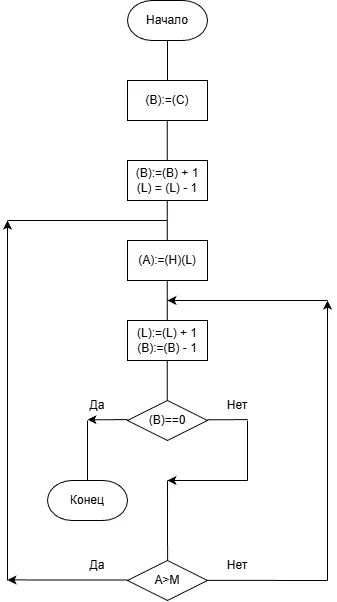 Начало
(B):=(C)
(B):=(B) + 1
(L) = (L) - 1
(A):=(H)(L)
(L):=(L) + 1
(B):=(B) - 1
Да
(B)==0
Нет
Конец
Да
A>M
Нет